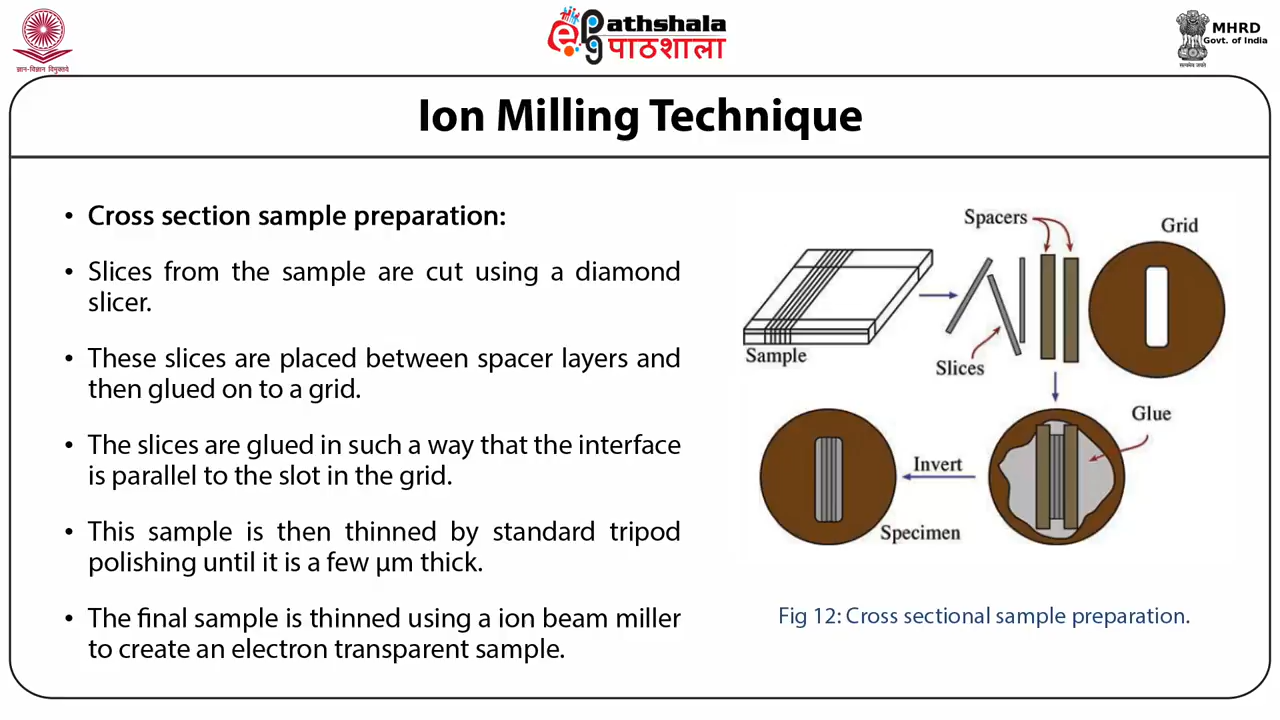 ज्ञान-विज्ञान विमुक्तये
ePathshala
पाठशाला
MHRD
Govt. of India
सत्यमेव जयते
Ion Milling Technique
• Cross section sample preparation:
• Slices from the sample are cut using a diamond
slicer.
• These slices are placed between spacer layers and
then glued on to a grid.
• The slices are glued in such a way that the interface
is parallel to the slot in the grid.
• This sample is then thinned by standard tripod
polishing until it is a few µm thick.
• The final sample is thinned using a ion beam miller
to create an electron transparent sample.
Spacers
Grid
Sample
Slices
Glue
Invert
Specimen
Fig 12: Cross sectional sample preparation.